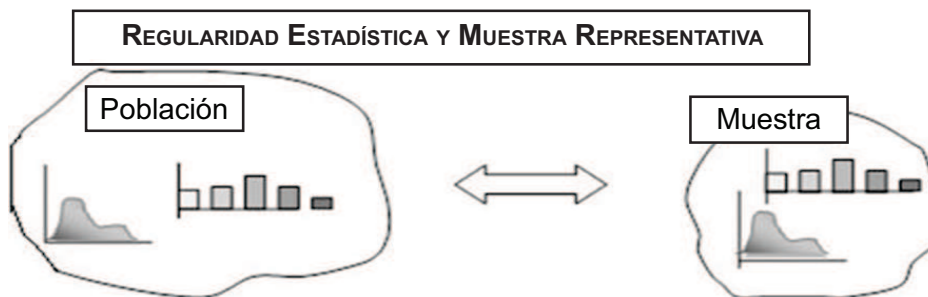 REGULARIDAD ESTADÍSTICA Y MUESTRA REPRESENTATIVA
Población
Muestra